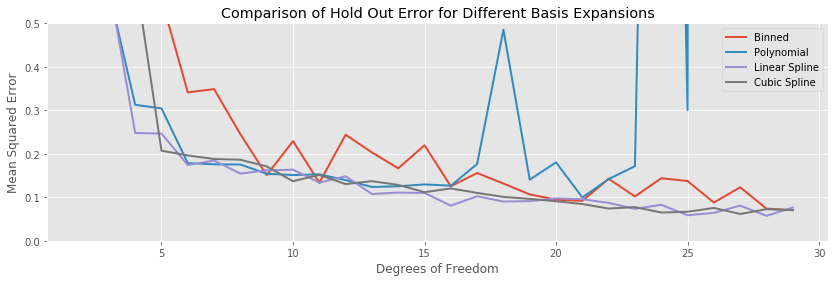 Comparison of Hold Out Error for Different Basis Expansions
0.5
0.4
0.3
0.2
0.1
0.0
Mean Squared Error
Binned
Polynomial
Linear Spline
Cubic Spline
5
10
15
20
25
30
Degrees of Freedom